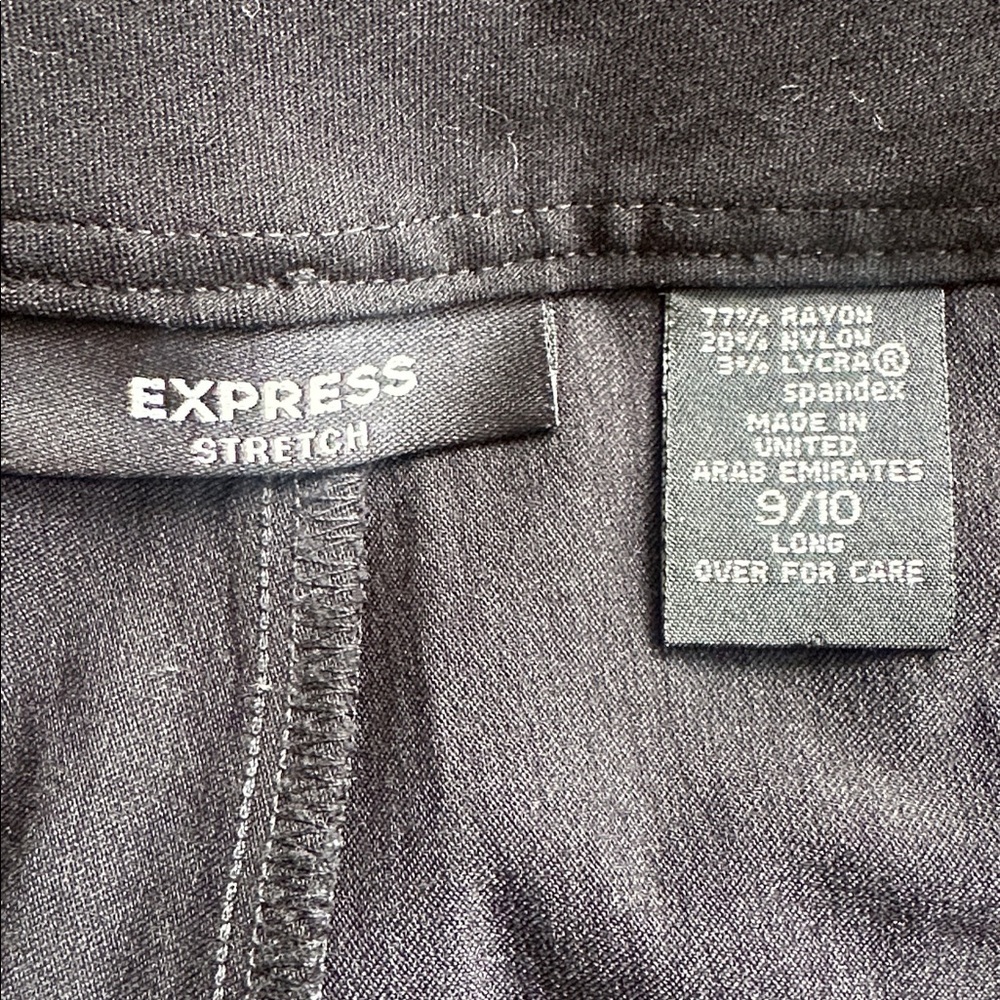 EXPRESS
STRETCH
77% RAYON
20% NYLON
3% LYCRA®
spandex
MADE IN
UNITED
ARAB EMIRATES
9/10
LONG
OVER FOR CARE